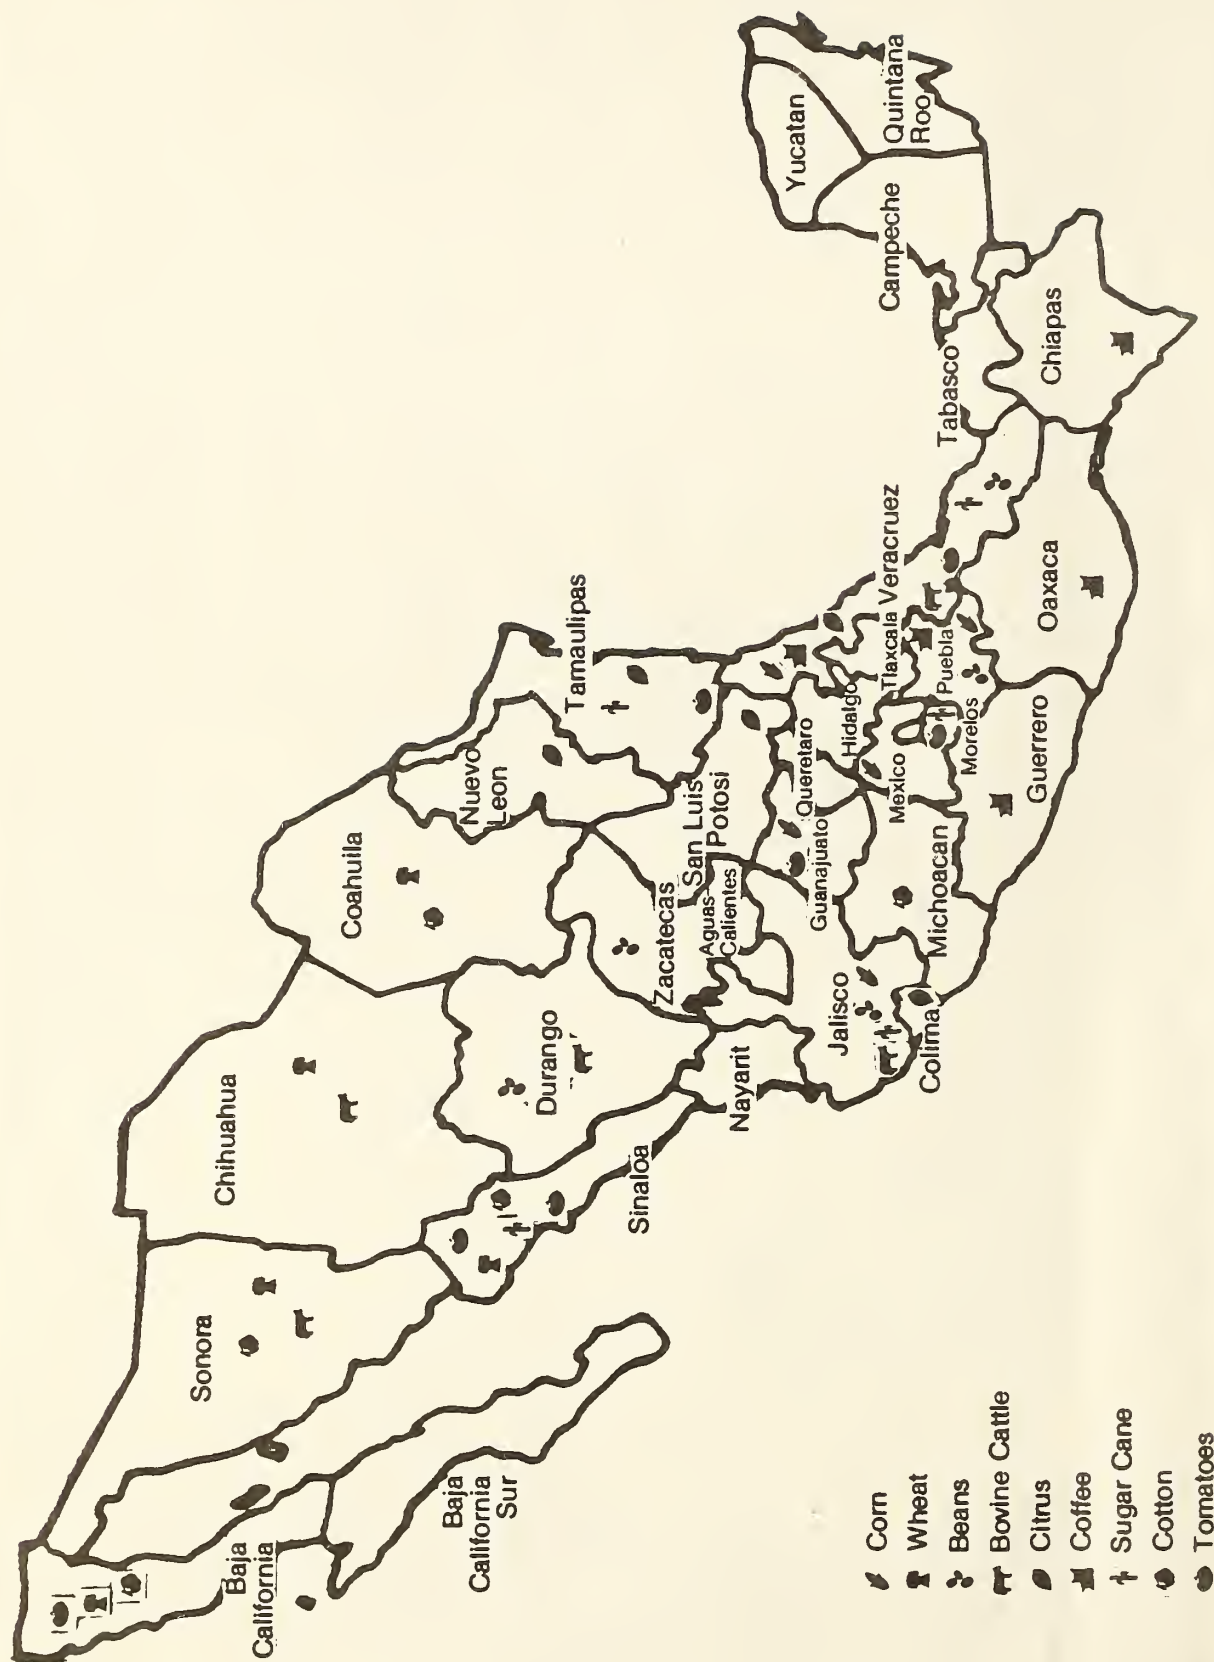 Baja
California
Baja
California
Sur
Sonora
Chihuahua
Coahuila
Nuevo
Leon
Tamaulipas
Sinaloa
Durango
Zacatecas
San Luis
Potosi
Nayarit
Aguas
Calientes
Jalisco
Colima
Guanajuato
Queretaro
Hidalgo
Michoacan
Mexico
Tlaxcala
Veracruez
Morelos
Puebla
Guerrero
Oaxaca
Tabasco
Chiapas
Campeche
Yucatan
Quintana
Roo
Corn
Wheat
Beans
Bovine Cattle
Citrus
Coffee
Sugar Cane
Cotton
Tomatoes